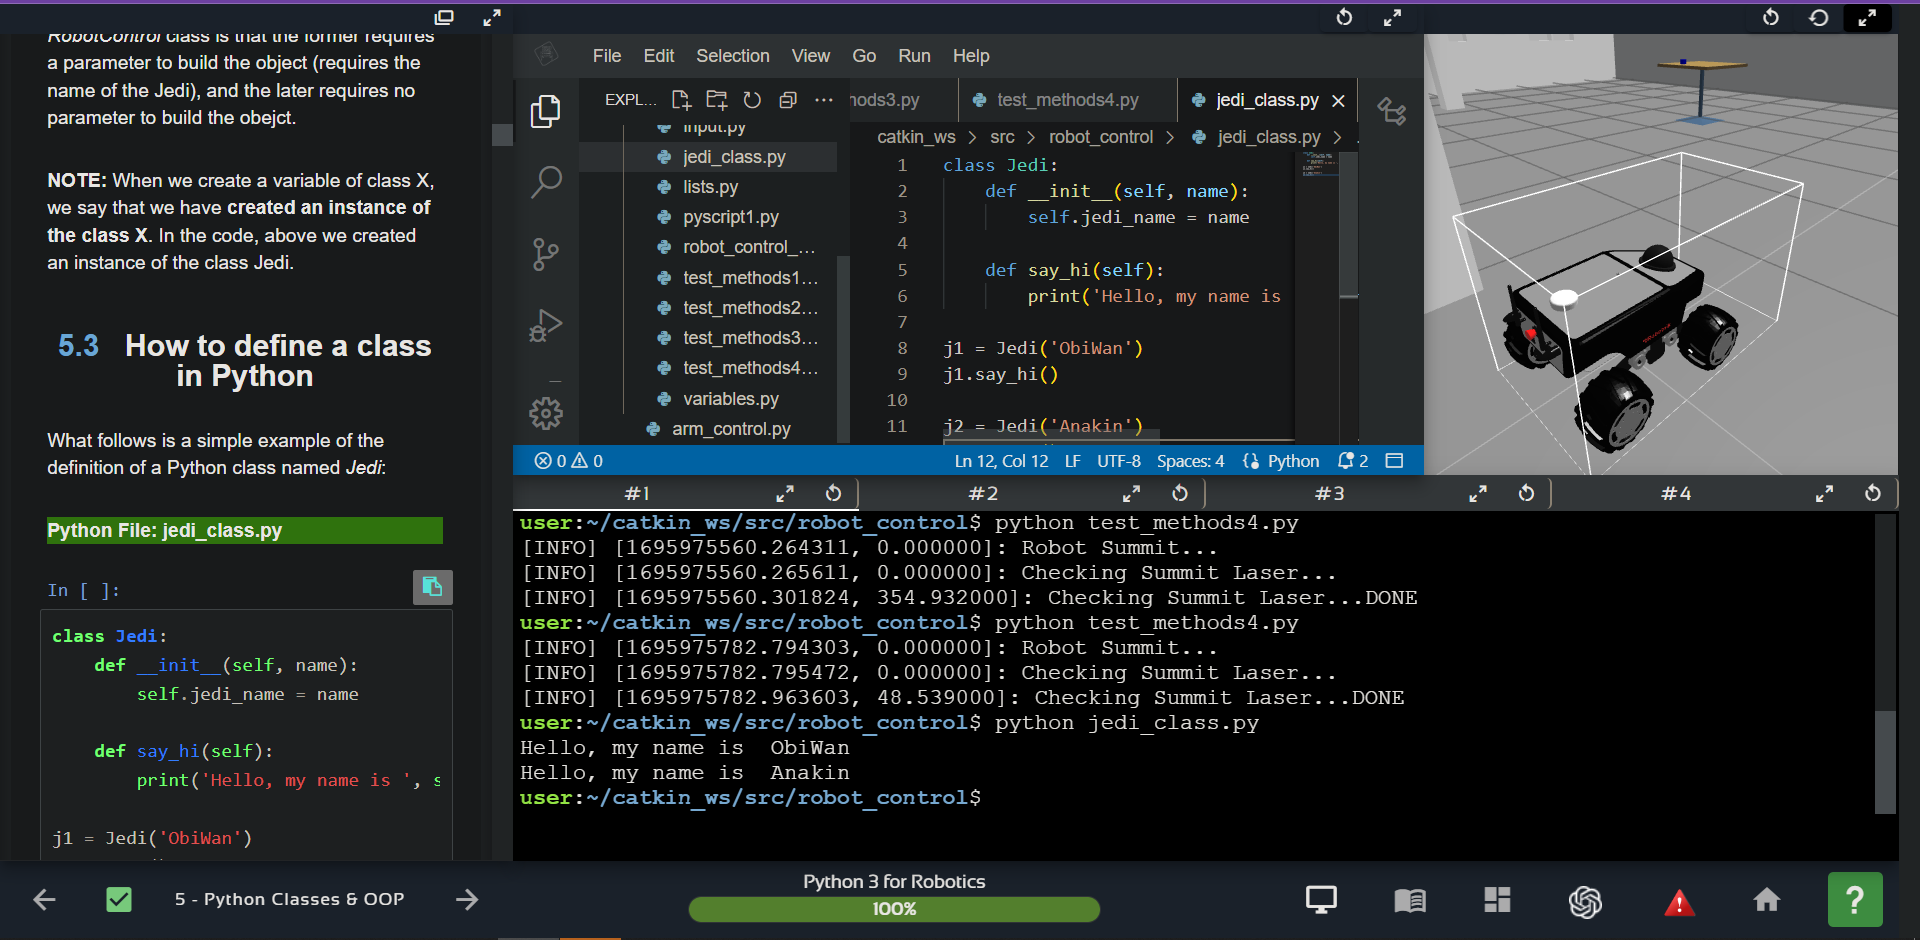 RobotControl class is that the former requires
a parameter to build the object (requires the
name of the Jedi), and the later requires no
parameter to build the obejct.
NOTE: When we create a variable of class X,
we say that we have created an instance of
the class X. In the code, above we created
an instance of the class Jedi.
5.3 How to define a class
in Python
What follows is a simple example of the
definition of a Python class named Jedi:
Python File: jedi_class.py
In [ ]:
class Jedi:
def __init__(self, name):
self.jedi_name = name
def say_hi(self):
print('Hello, my name is ', s
j1 = Jedi('ObiWan')
File Edit Selection View Go Run Help
EXPL...
input.py
jedi_class.py
lists.py
pyscript1.py
robot_control_...
test_methods1...
test_methods2...
test_methods3...
test_methods4...
variables.py
arm_control.py
nods3.py test_methods4.py jedi_class.py
catkin_ws > src > robot_control > jedi_class.py >
1 class Jedi:
2 def __init__(self, name):
3 self.jedi_name = name
4
5 def say_hi(self):
6 print('Hello, my name is
7
8 j1 = Jedi('ObiWan')
9 j1.say_hi()
10
11 j2 = Jedi('Anakin')
0 0 Ln 12, Col 12 LF UTF-8 Spaces: 4 Python 2
#1 #2 #3 #4
user:~/catkin_ws/src/robot_control$ python test_methods4.py
[INFO] [1695975560.264311, 0.000000]: Robot Summit...
[INFO] [1695975560.265611, 0.000000]: Checking Summit Laser...
[INFO] [1695975560.301824, 354.932000]: Checking Summit Laser...DONE
user:~/catkin_ws/src/robot_control$ python test_methods4.py
[INFO] [1695975782.794303, 0.000000]: Robot Summit...
[INFO] [1695975782.795472, 0.000000]: Checking Summit Laser...
[INFO] [1695975782.963603, 48.539000]: Checking Summit Laser...DONE
user:~/catkin_ws/src/robot_control$ python jedi_class.py
Hello, my name is  ObiWan
Hello, my name is  Anakin
user:~/catkin_ws/src/robot_control$
5 - Python Classes & OOP
Python 3 for Robotics
100%
?